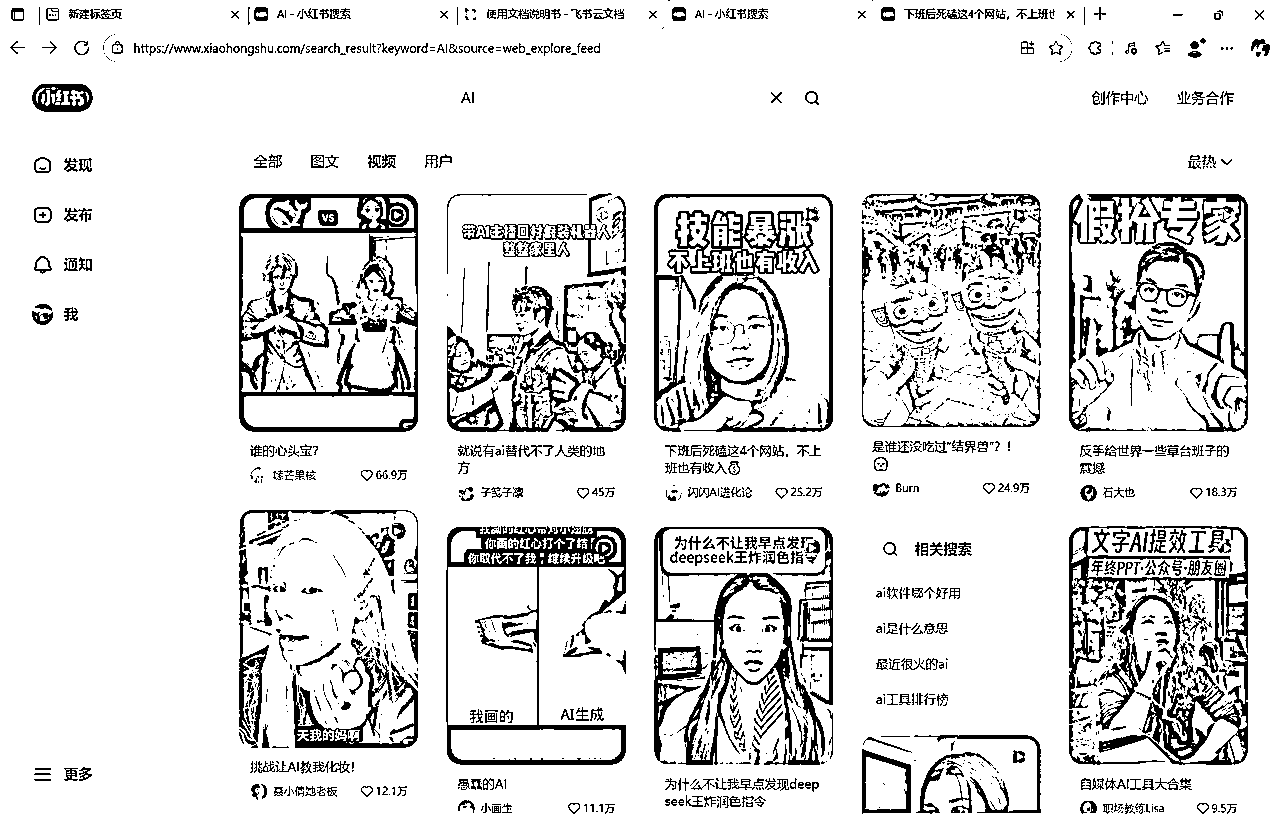 新建标签页
AI - 小红书搜索
使用文档说明书 - 飞书云文档
AI - 小红书搜索
下班后死磕这4个网站，不上班也
https://www.xiaohongshu.com/search_result?keyword=AI&source=web_explore_feed
小红书
AI
创作中心 业务合作
发现
发布
通知
我
更多
全部 图文 视频 用户
最热
VS
谁的心头宝？
66.9万
带AI主播口材假装机器人
整整家里人
就说有ai替代不了人类的地
方
45万
技能暴涨
不上班也有收入
下班后死磕这4个网站，不上
班也有收入💰
闪闪AI进化论 25.2万
是谁还没吃过“结界兽”？！
Burn 24.9万
假扮专家
反手给世界一些草台班子的
震撼
石大也 18.3万
天我的妈啊
挑战让AI教我化妆！
聂小倩她老板 12.1万
你画的红心打个了结！
你取代不了我，继续升级吧
我画的 AI生成
愚蠢的AI
小画生 11.1万
为什么不让我早点发现
deepseek王炸润色指令
为什么不让我早点发现deep
seek王炸润色指令
相关搜索
ai软件哪个好用
ai是什么意思
最近很火的ai
ai工具排行榜
文字AI提效工具
年终PPT·公众号·朋友圈
自媒体AI工具大合集
职场教练Lisa 9.5万